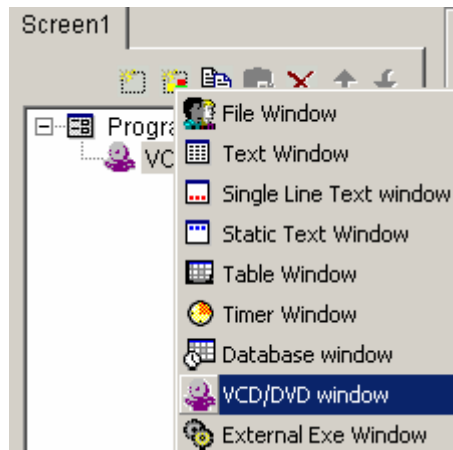 Screen1
Progra
VC
File Window
Text Window
Single Line Text window
Static Text Window
Table Window
Timer Window
Database window
VCD/DVD window
External Exe Window